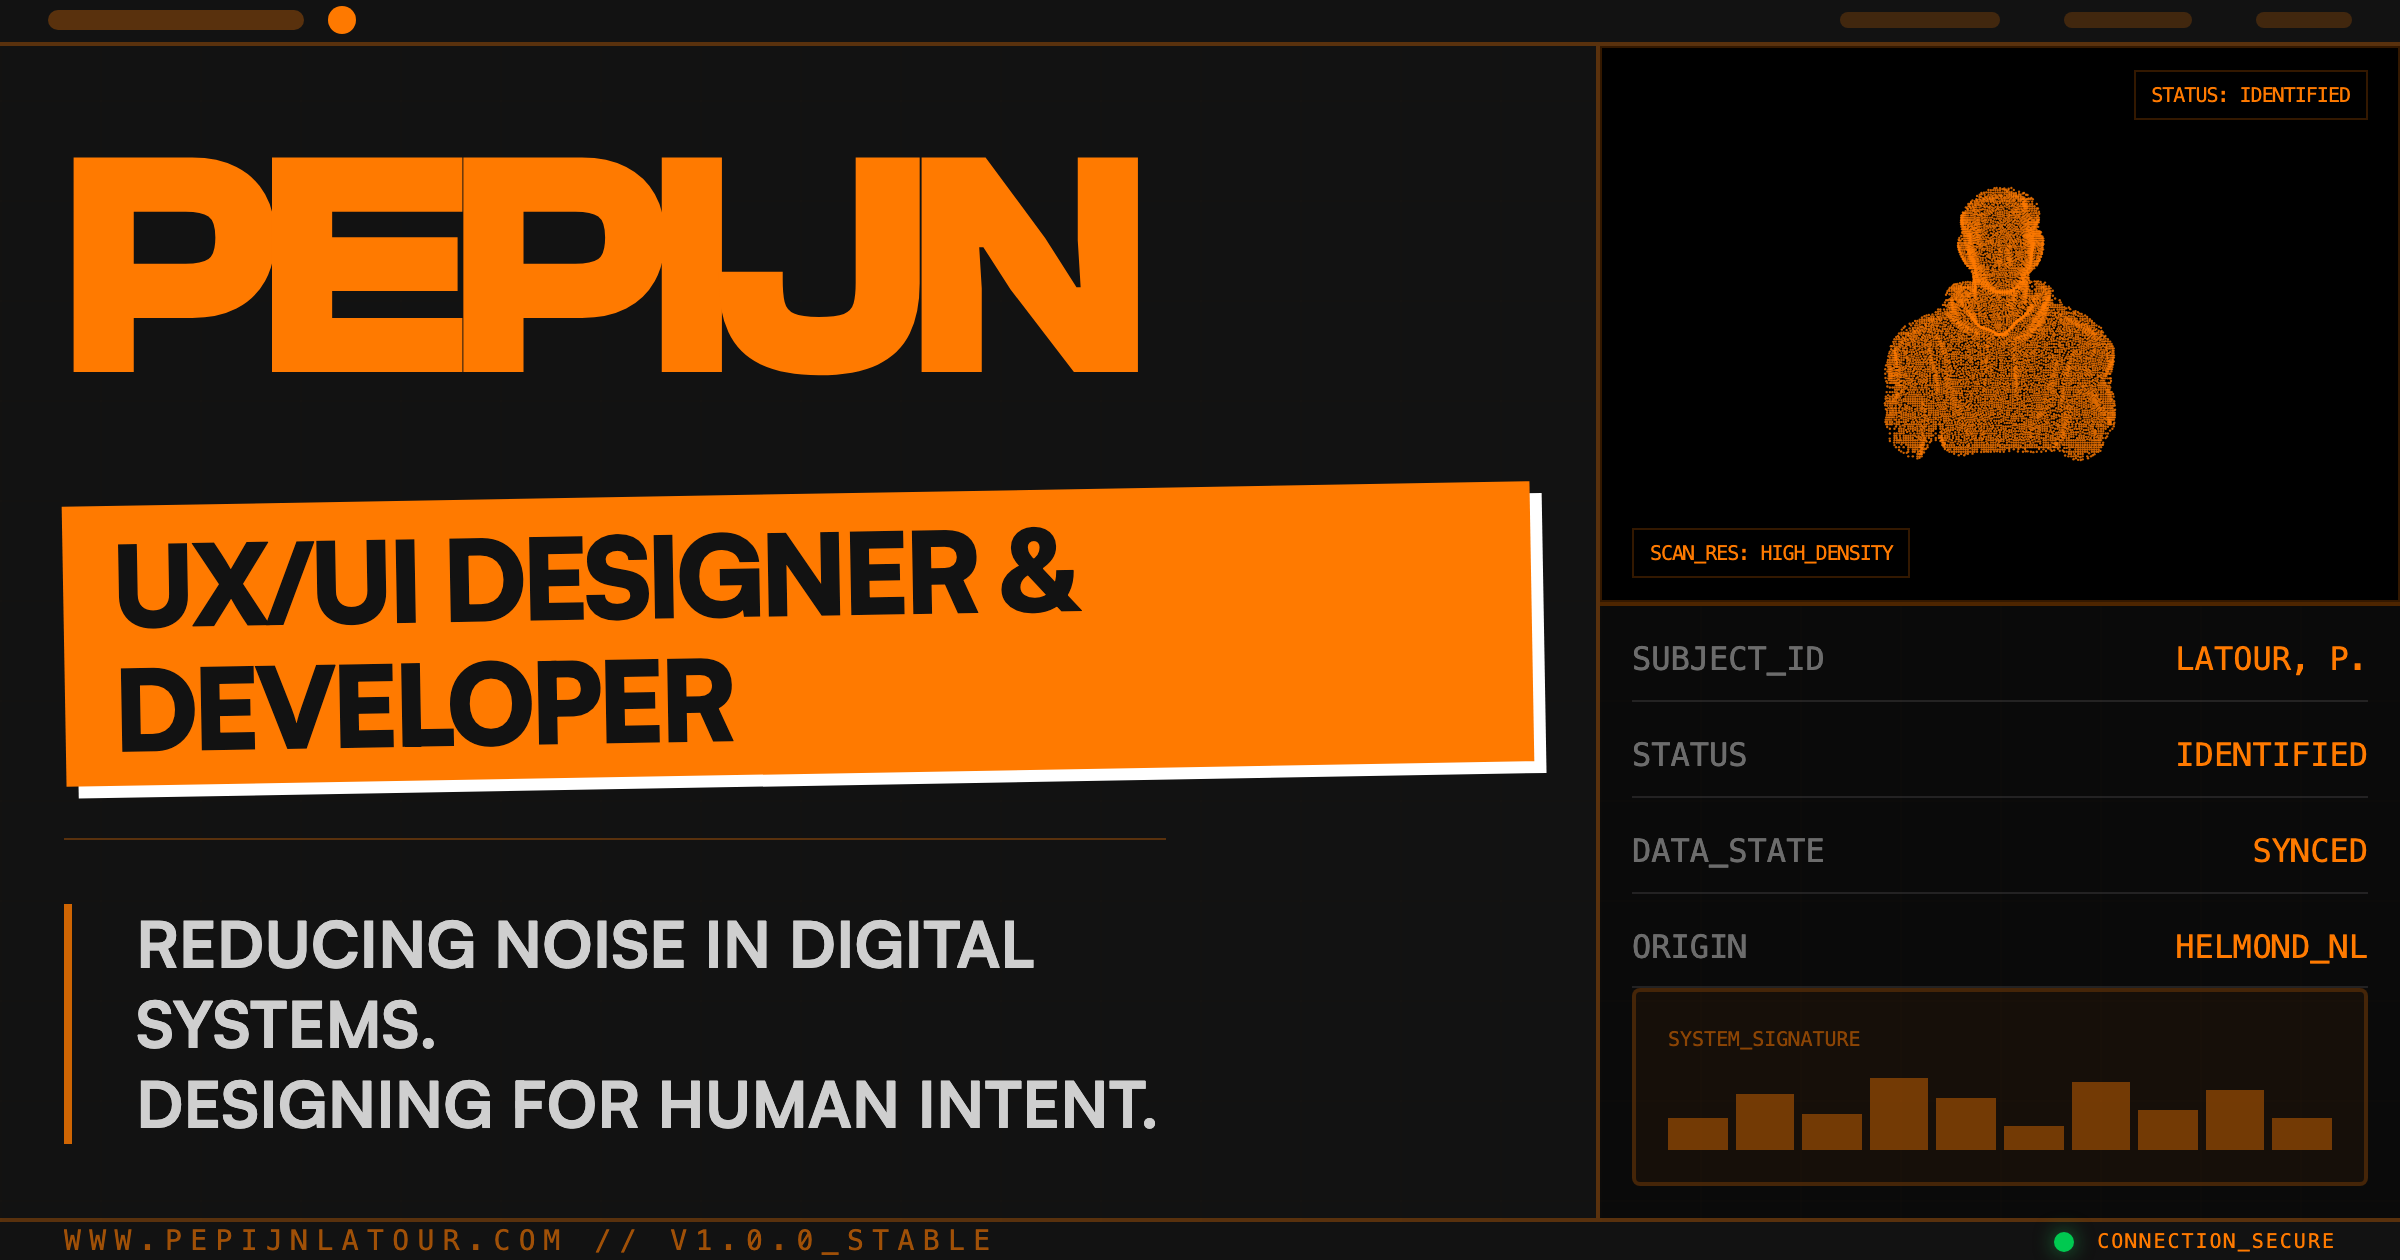 PEPIJN
UX/UI DESIGNER &
DEVELOPER
REDUCING NOISE IN DIGITAL
SYSTEMS.
DESIGNING FOR HUMAN INTENT.
STATUS: IDENTIFIED
SCAN_RES: HIGH_DENSITY
SUBJECT_ID LATOUR, P.
STATUS IDENTIFIED
DATA_STATE SYNCED
ORIGIN HELMOND_NL
SYSTEM_SIGNATURE
WWW.PEPIJNLATOUR.COM // V1.0.0_STABLE
CONNECTION_SECURE